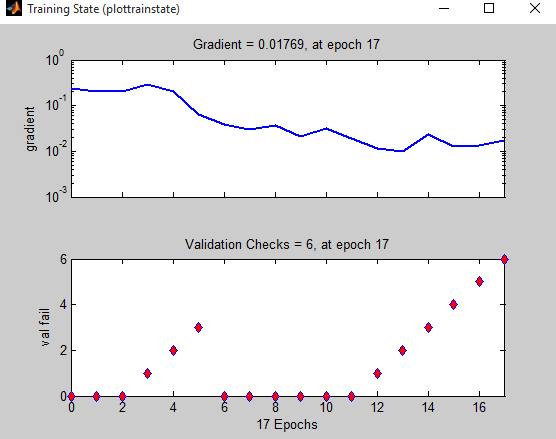 Training State (plottrainstate)
Gradient = 0.01769, at epoch 17
10^0
10^-1
10^-2
10^-3
gradient
Validation Checks = 6, at epoch 17
6
4
2
0
val fail
0 2 4 6 8 10 12 14 16
17 Epochs